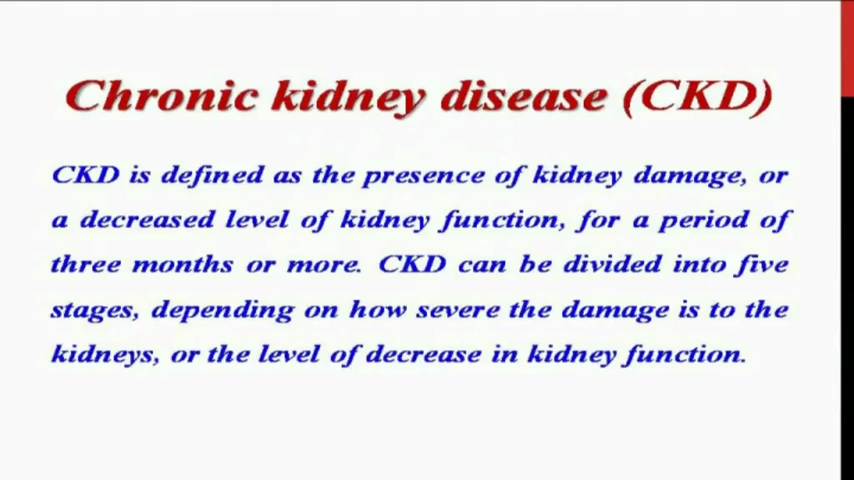 Chronic kidney disease (CKD)
CKD is defined as the presence of kidney damage, or
a decreased level of kidney function, for a period of
three months or more. CKD can be divided into five
stages, depending on how severe the damage is to the
kidneys, or the level of decrease in kidney function.